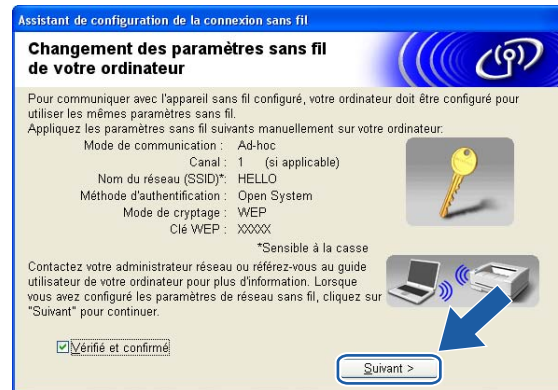 Assistant de configuration de la connexion sans fil
Changement des paramètres sans fil
de votre ordinateur
Pour communiquer avec l'appareil sans fil configuré, votre ordinateur doit être configuré pour
utiliser les mêmes paramètres sans fil.
Appliquez les paramètres sans fil suivants manuellement sur votre ordinateur:
Mode de communication : Ad-hoc
Canal : 1 (si applicable)
Nom du réseau (SSID)*: HELLO
Méthode d'authentification : Open System
Mode de cryptage : WEP
Clé WEP : XXXXX
*Sensible à la casse
Contactez votre administrateur réseau ou référez-vous au guide
utilisateur de votre ordinateur pour plus d'information. Lorsque
vous avez configuré les paramètres de réseau sans fil, cliquez sur
"Suivant" pour continuer.
Vérifié et confirmé
Suivant >